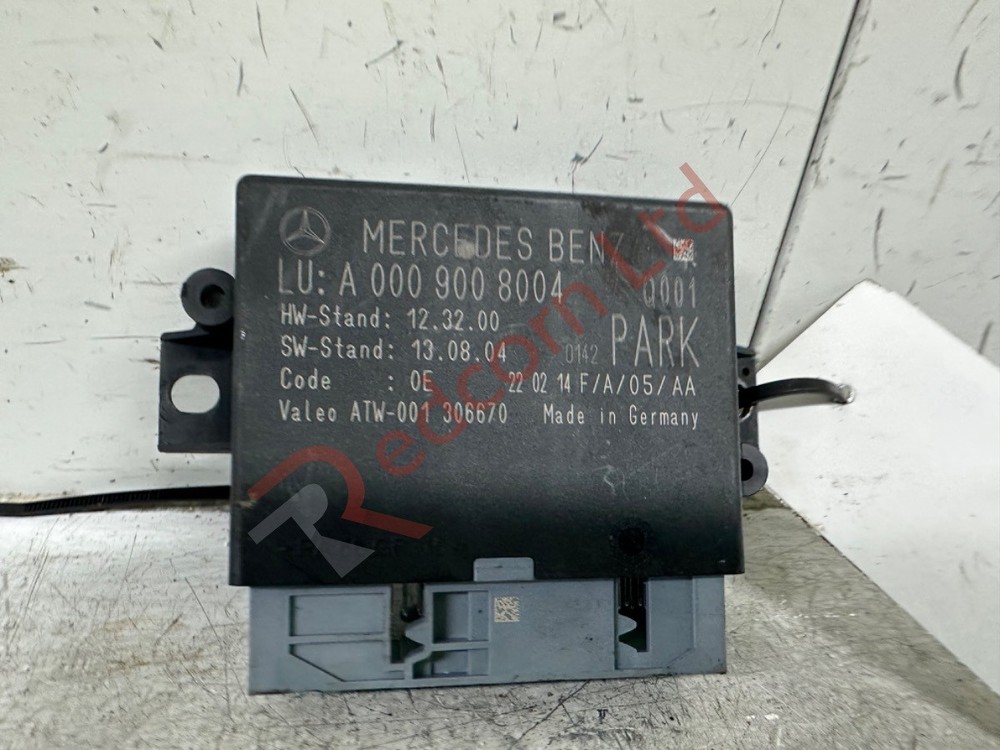 MERCEDES BENZ
LU: A 000 900 8004 Q001
HW-Stand: 12.32.00
SW-Stand: 13.08.04 0142 PARK
Code : 0E 22 02 14 F/A/05/AA
Valeo ATW-001 306670 Made in Germany
Redcorn Ltd